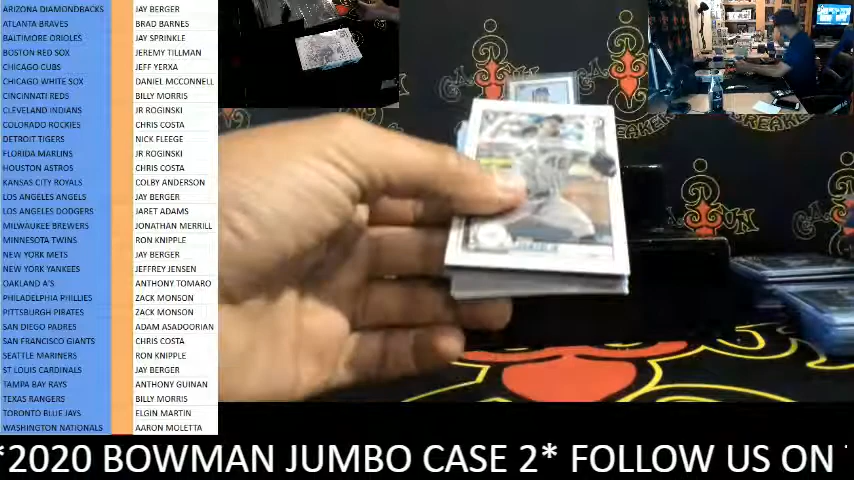 ARIZONA DIAMONDBACKS JAY BERGER
ATLANTA BRAVES BRAD BARNES
BALTIMORE ORIOLES JAY SPRINKLE
BOSTON RED SOX JEREMY TILLMAN
CHICAGO CUBS JEFF YERXA
CHICAGO WHITE SOX DANIEL MCCONNELL
CINCINNATI REDS BILLY MORRIS
CLEVELAND INDIANS JR ROGINSKI
COLORADO ROCKIES CHRIS COSTA
DETROIT TIGERS NICK FLEEGE
FLORIDA MARLINS JR ROGINSKI
HOUSTON ASTROS CHRIS COSTA
KANSAS CITY ROYALS COLBY ANDERSON
LOS ANGELES ANGELS JAY BERGER
LOS ANGELES DODGERS JARET ADAMS
MILWAUKEE BREWERS JONATHAN MERRILL
MINNESOTA TWINS RON KNIPPLE
NEW YORK METS JAY BERGER
NEW YORK YANKEES JEFFREY JENSEN
OAKLAND A'S ANTHONY TOMARO
PHILADELPHIA PHILLIES ZACK MONSON
PITTSBURGH PIRATES ZACK MONSON
SAN DIEGO PADRES ADAM ASADOORIAN
SAN FRANCISCO GIANTS CHRIS COSTA
SEATTLE MARINERS RON KNIPPLE
ST LOUIS CARDINALS JAY BERGER
TAMPA BAY RAYS ANTHONY GUINAN
TEXAS RANGERS BILLY MORRIS
TORONTO BLUE JAYS ELGIN MARTIN
WASHINGTON NATIONALS AARON MOLETTA
*2020 BOWMAN JUMBO CASE 2* FOLLOW US ON